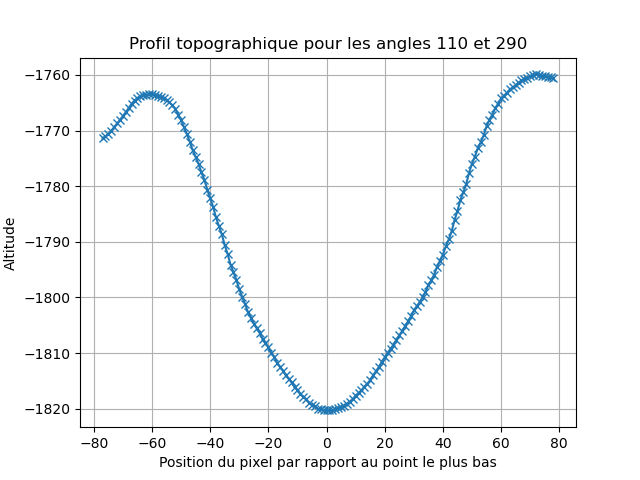 Profil topographique pour les angles 110 et 290
−1760
−1770
−1780
−1790
−1800
−1810
−1820
Altitude
−80 −60 −40 −20 0 20 40 60 80
Position du pixel par rapport au point le plus bas